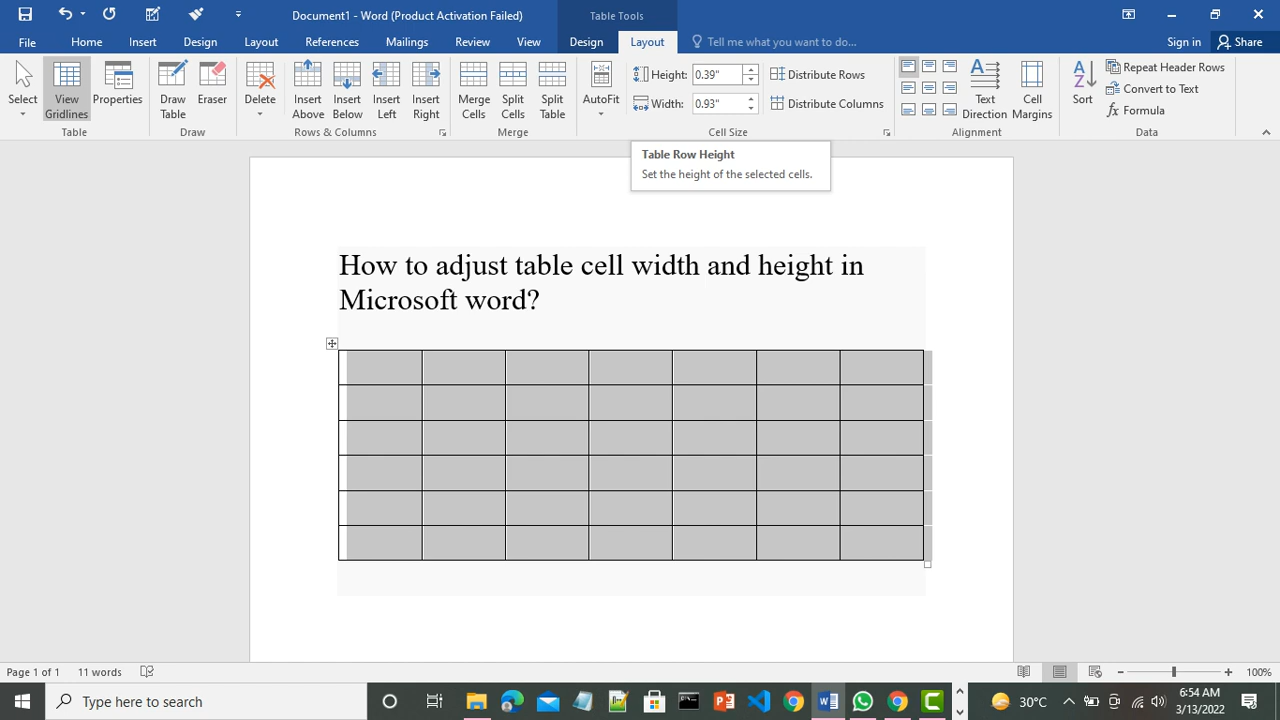 Document1 - Word (Product Activation Failed)
Table Tools
File Home Insert Design Layout References Mailings Review View Design Layout Tell me what you want to do... Sign in Share
Select
View Gridlines
Properties
Table
Draw Table
Eraser
Draw
Delete
Insert Above
Insert Below
Insert Left
Insert Right
Rows & Columns
Merge Cells
Split Cells
Split Table
Merge
AutoFit
Height: 0.39"
Width: 0.93"
Distribute Rows
Distribute Columns
Cell Size
Text Direction
Cell Margins
Alignment
A
Z
Sort
Repeat Header Rows
Convert to Text
Formula
Data
Table Row Height
Set the height of the selected cells.
How to adjust table cell width and height in
Microsoft word?
Page 1 of 1 11 words 100%
Type here to search
30°C
6:54 AM
3/13/2022